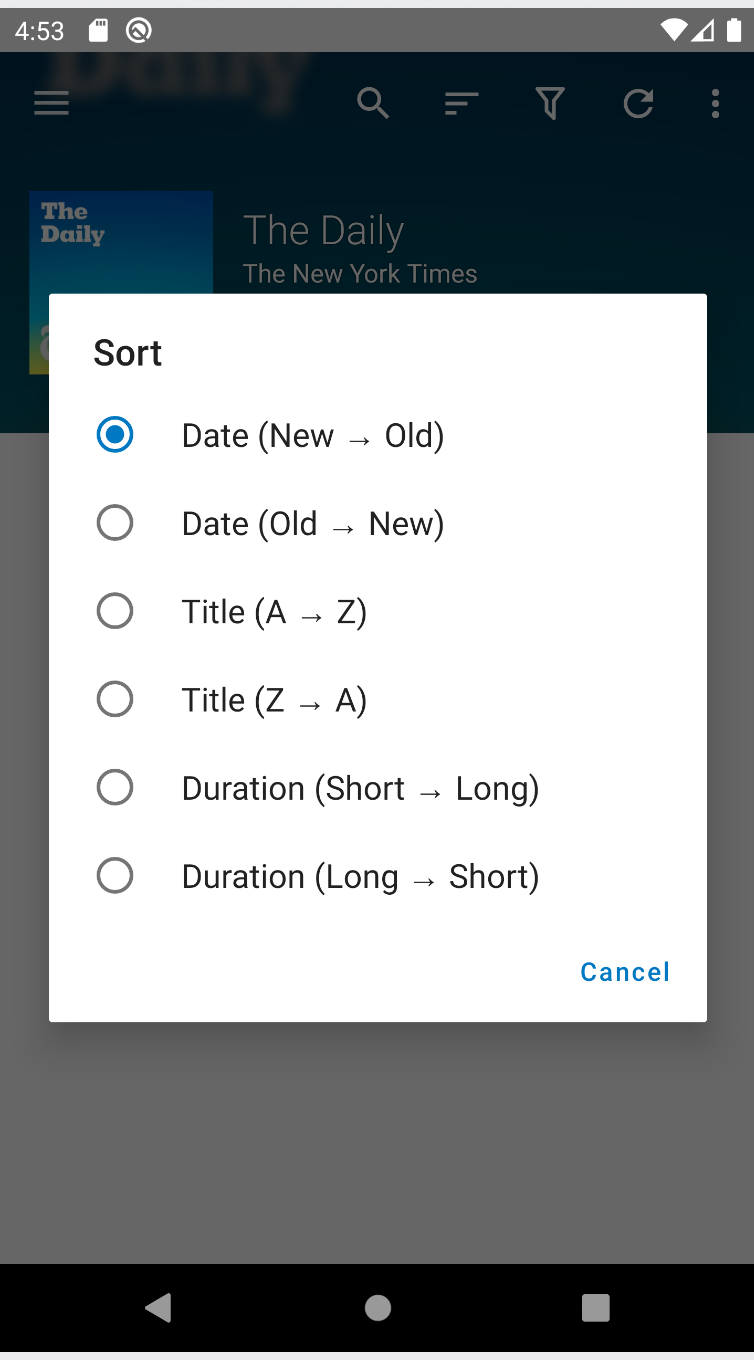 4:53
Daily
The
Daily
The Daily
The New York Times
Sort
Date (New → Old)
Date (Old → New)
Title (A → Z)
Title (Z → A)
Duration (Short → Long)
Duration (Long → Short)
Cancel